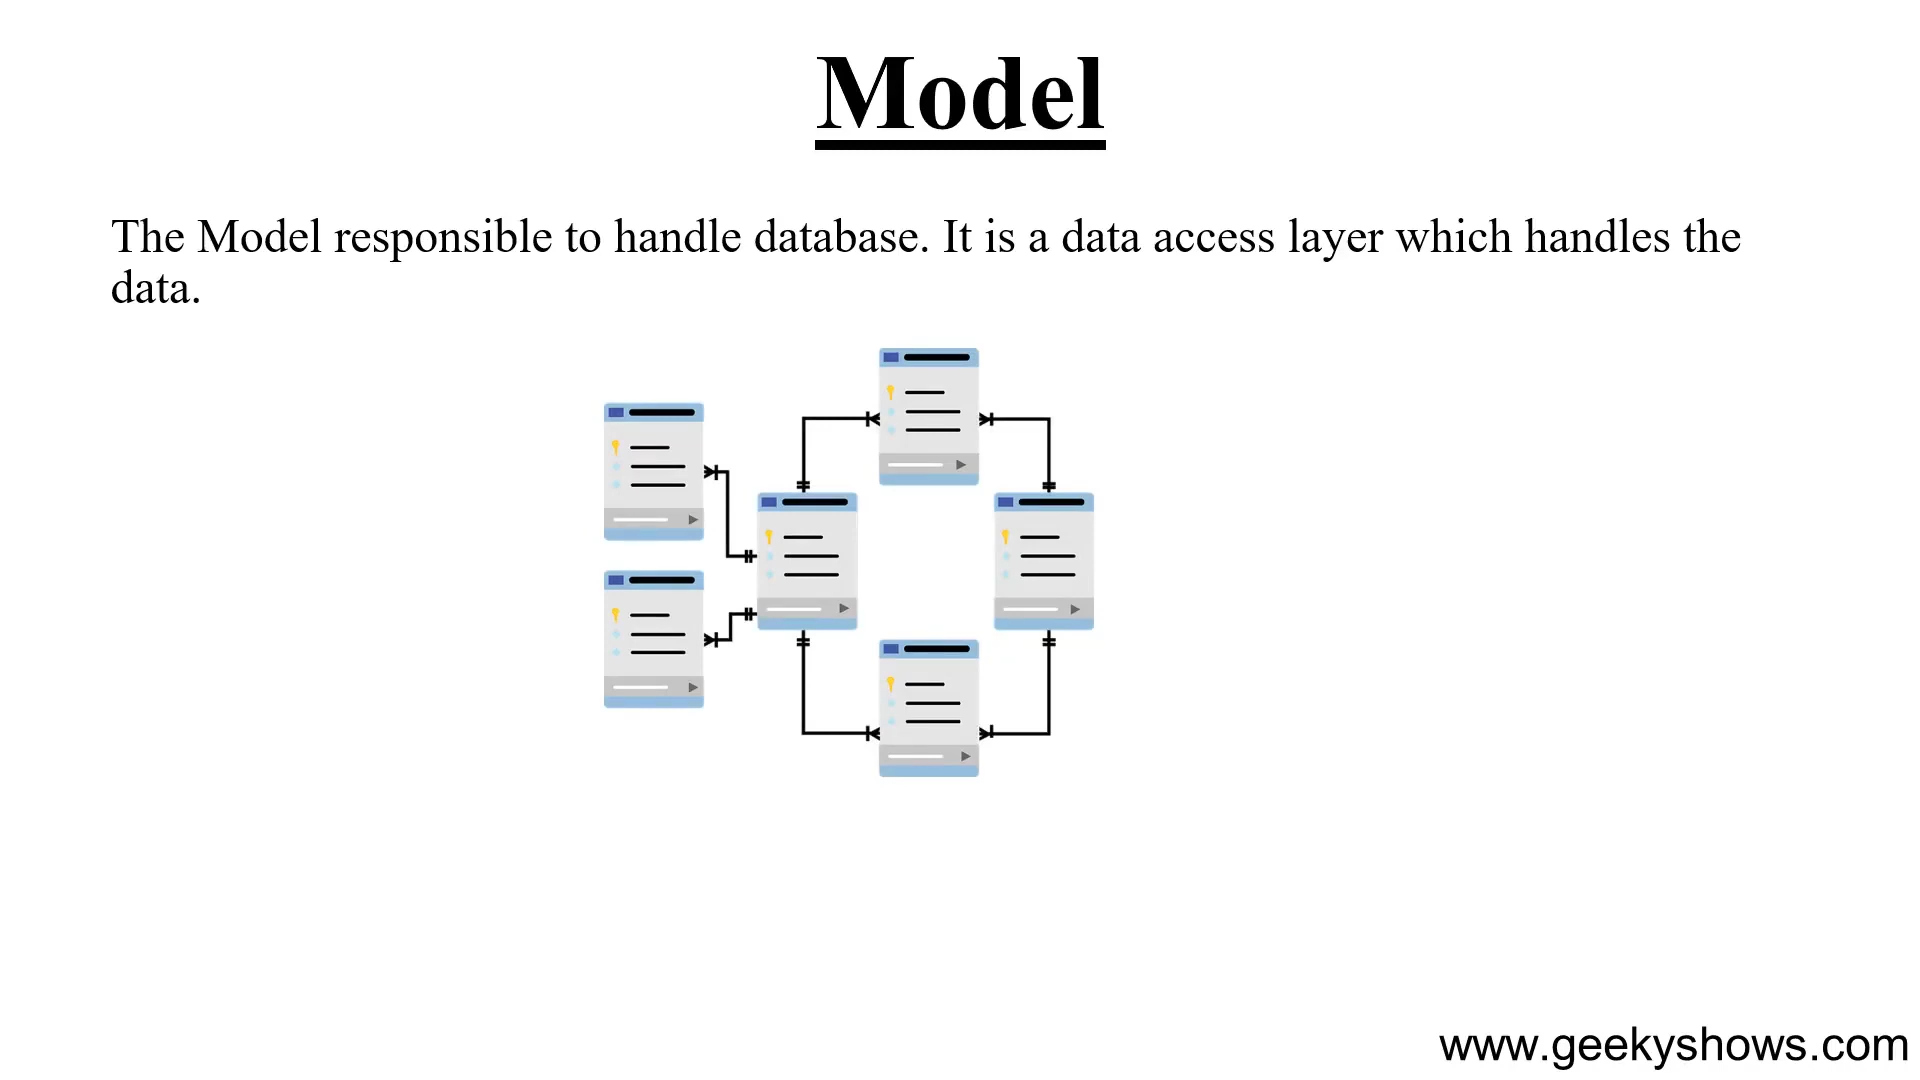 Model
The Model responsible to handle database. It is a data access layer which handles the
data.
www.geekyshows.com